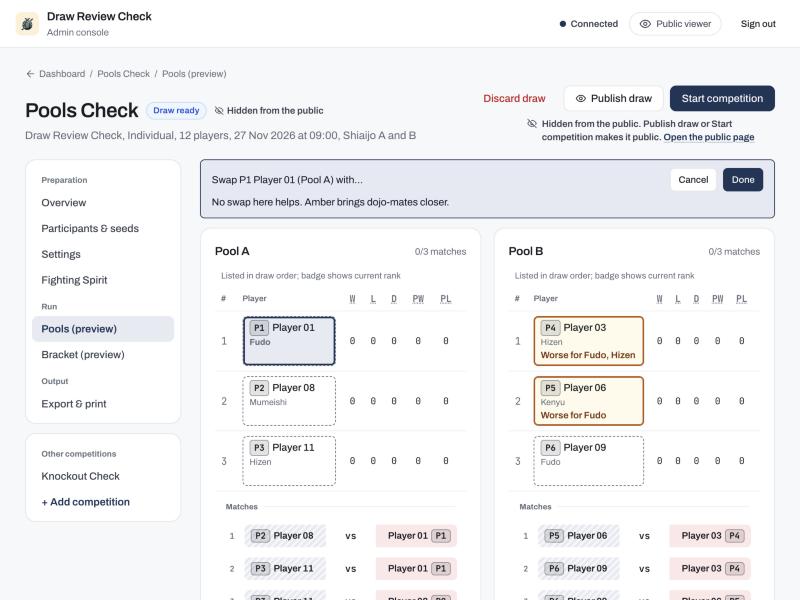 Draw Review Check
Admin console
Connected
Public viewer
Sign out
Dashboard / Pools Check / Pools (preview)
Pools Check
Draw ready
Hidden from the public
Discard draw
Publish draw
Start competition
Draw Review Check, Individual, 12 players, 27 Nov 2026 at 09:00, Shiaijo A and B
Hidden from the public. Publish draw or Start
competition makes it public. Open the public page
Preparation
Overview
Participants & seeds
Settings
Fighting Spirit
Run
Pools (preview)
Bracket (preview)
Output
Export & print
Other competitions
Knockout Check
+ Add competition
Swap P1 Player 01 (Pool A) with...
Cancel
Done
No swap here helps. Amber brings dojo-mates closer.
Pool A
0/3 matches
Listed in draw order; badge shows current rank
# Player W L D PW PL
1 P1 Player 01 0 0 0 0 0
Fudo
2 P2 Player 08 0 0 0 0 0
Mumeishi
3 P3 Player 11 0 0 0 0 0
Hizen
Matches
1 P2 Player 08 vs Player 01 P1
2 P3 Player 11 vs Player 01 P1
Pool B
0/3 matches
Listed in draw order; badge shows current rank
# Player W L D PW PL
1 P4 Player 03 0 0 0 0 0
Hizen
Worse for Fudo, Hizen
2 P5 Player 06 0 0 0 0 0
Kenyu
Worse for Fudo
3 P6 Player 09 0 0 0 0 0
Fudo
Matches
1 P5 Player 06 vs Player 03 P4
2 P6 Player 09 vs Player 03 P4